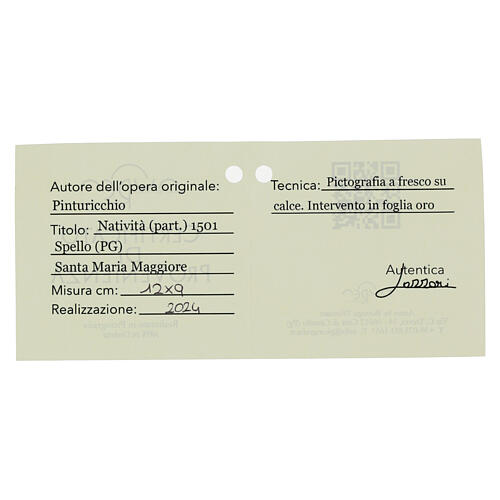 Autore dell'opera originale:
Pinturicchio
Titolo: Natività (part.) 1501
Spello (PG)
Santa Maria Maggiore
Misura cm: 12x9
Realizzazione: 2024
Tecnica: Pictografia a fresco su
calce. Intervento in foglia oro
Autentica